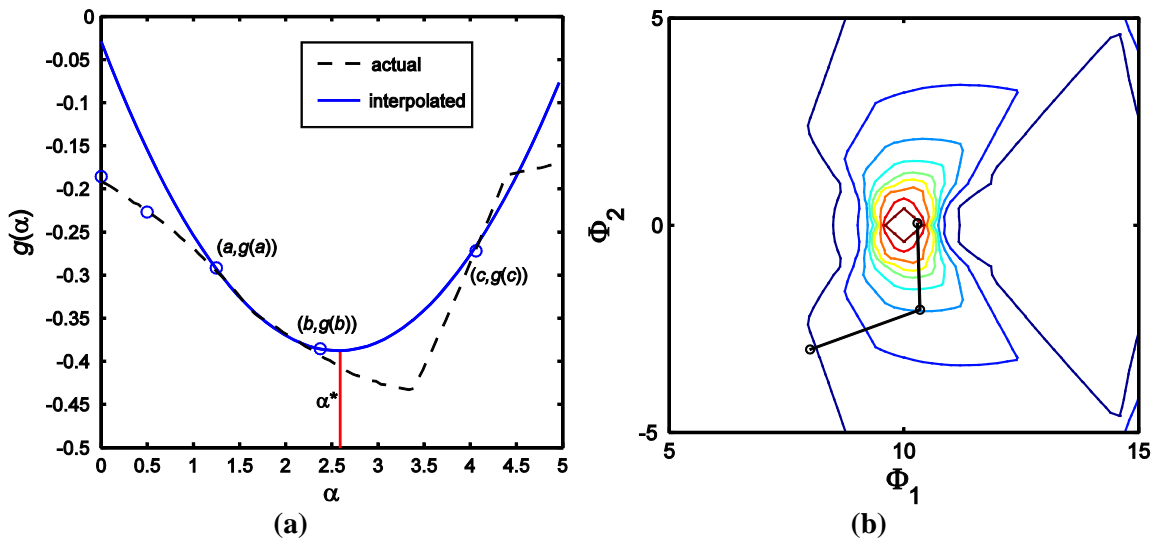 0
-0.05
-0.1
-0.15
-0.2
-0.25
-0.3
-0.35
-0.4
-0.45
-0.5
g(α)
actual
interpolated
(a,g(a))
(b,g(b))
(c,g(c))
α*
0 0.5 1 1.5 2 2.5 3 3.5 4 4.5 5
α
(a)
5
0
-5
Φ2
5 10 15
Φ1
(b)